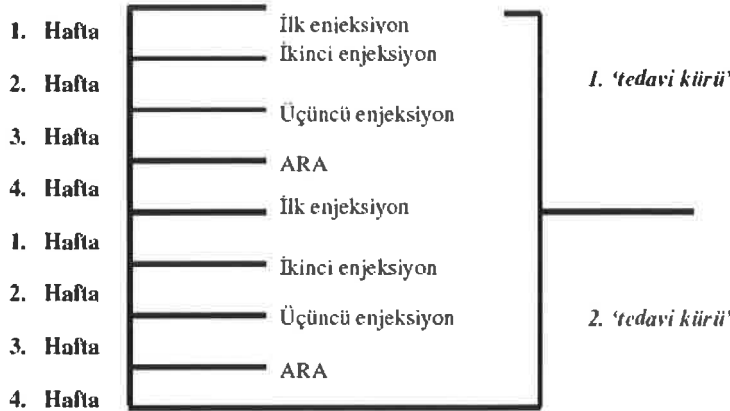 1. Hafta
İlk enjeksiyon
İkinci enjeksiyon
2. Hafta
1. ‘tedavi kürü’
Üçüncü enjeksiyon
3. Hafta
ARA
4. Hafta
İlk enjeksiyon
1. Hafta
İkinci enjeksiyon
2. Hafta
Üçüncü enjeksiyon
2. ‘tedavi kürü’
3. Hafta
ARA
4. Hafta